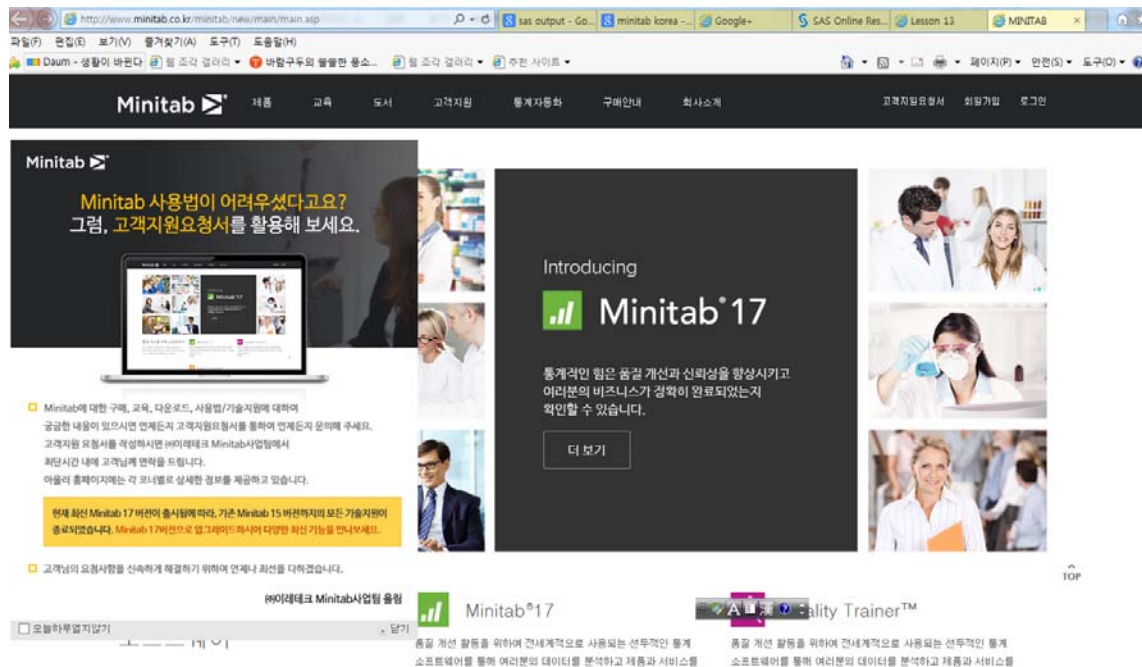 http://www.minitab.co.kr/minitab/new/main/main.asp
sas output - Go...
minitab korea -...
Google+
SAS Online Res...
Lesson 13
MINITAB
파일(F) 편집(E) 보기(V) 즐겨찾기(A) 도구(T) 도움말(H)
Daum - 생활이 바뀐다
웹 조각 갤러리
바람구두의 쓸쓸한 풍소...
웹 조각 갤러리
추천 사이트
페이지(P) 안전(S) 도구(O)
Minitab
제품 교육 도서 고객지원 통계자동화 구매안내 회사소개
고객지원요청서 회원가입 로그인
Minitab
Minitab 사용법이 어려우셨다고요?
그럼, 고객지원요청서를 활용해 보세요.
Minitab에 대한 구매, 교육, 다운로드, 사용법/기술지원에 대하여
궁금한 내용이 있으시면 언제든지 고객지원요청서를 통하여 언제든지 문의해 주세요.
고객지원 요청서를 작성하시면 ㈜이레테크 Minitab사업팀에서
최단시간 내에 고객님께 연락을 드립니다.
아울러 홈페이지에는 각 코너별로 상세한 정보를 제공하고 있습니다.
현재 최신 Minitab 17 버전이 출시됨에 따라, 기존 Minitab 15 버전까지의 모든 기술지원이
종료되었습니다. Minitab 17버전으로 업그레이드하시어 다양한 최신 기능을 만나보세요.
고객님의 요청사항을 신속하게 해결하기 위하여 언제나 최선을 다하겠습니다.
㈜이레테크 Minitab사업팀 올림
오늘하루열지않기
닫기
Introducing
Minitab® 17
통계적인 힘은 품질 개선과 신뢰성을 향상시키고
여러분의 비즈니스가 정확히 완료되었는지
확인할 수 있습니다.
더 보기
TOP
Minitab®17
품질 개선 활동을 위하여 전세계적으로 사용되는 선두적인 통계
소프트웨어를 통해 여러분의 데이터를 분석하고 제품과 서비스를
ality Trainer™
품질 개선 활동을 위하여 전세계적으로 사용되는 선두적인 통계
소프트웨어를 통해 여러분의 데이터를 분석하고 제품과 서비스를